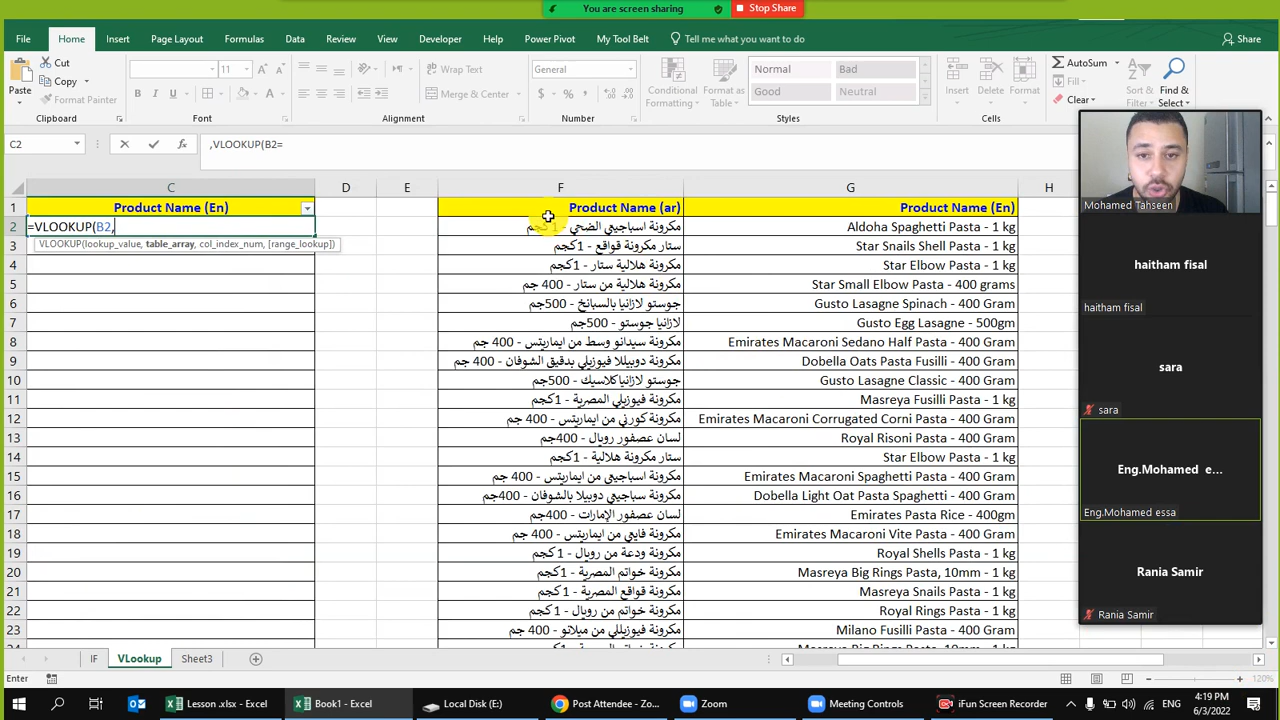 You are screen sharing
Stop Share
File Home Insert Page Layout Formulas Data Review View Developer Help Power Pivot My Tool Belt Tell me what you want to do Share
Paste Cut Copy Format Painter
Clipboard
11
Font
Wrap Text
Merge & Center
Alignment
General
Number
Conditional Formatting Format as Table Normal Bad Good Neutral
Styles
Insert Delete Format
Cells
AutoSum Fill Clear Sort & Find & Select
C2
,VLOOKUP(B2=
C D E F G H
1 Product Name (En) Product Name (ar) Product Name (En)
2 =VLOOKUP(B2, مكرونة اسباجيتي الضحى - 1كجم Aldoha Spaghetti Pasta - 1 kg
VLOOKUP(lookup_value, table_array, col_index_num, [range_lookup])
3 ستار مكرونة قواقع - 1كجم Star Snails Shell Pasta - 1 kg
4 مكرونة هلالية ستار - 1كجم Star Elbow Pasta - 1 kg
5 مكرونة هلالية من ستار - 400 جم Star Small Elbow Pasta - 400 grams
6 جوستو لازانيا بالسبانخ - 500جم Gusto Lasagne Spinach - 400 Gram
7 لازانيا جوستو - 500جم Gusto Egg Lasagne - 500gm
8 مكرونة سيدانو وسط من ايماريتس - 400 جم Emirates Macaroni Sedano Half Pasta - 400 Gram
9 مكرونة دوبيللا فيوزيلي بدقيق الشوفان - 400 جم Dobella Oats Pasta Fusilli - 400 Gram
10 جوستو لازانياكلاسيك - 500جم Gusto Lasagne Classic - 400 Gram
11 مكرونة فيوزيلي المصرية - 1كجم Masreya Fusilli Pasta - 1 kg
12 مكرونة كورني من ايماريتس - 400 جم Emirates Macaroni Corrugated Corni Pasta - 400 Gram
13 لسان عصفور رويال - 400جم Royal Risoni Pasta - 400 Gram
14 ستار مكرونة هلالية - 1كجم Star Elbow Pasta - 1 kg
15 مكرونة اسباجيتي من ايماريتس - 400 جم Emirates Macaroni Spaghetti Pasta - 400 Gram
16 مكرونة اسباجيتي دوبيلا بالشوفان - 400جم Dobella Light Oat Pasta Spaghetti - 400 Gram
17 لسان عصفور الإمارات - 400جم Emirates Pasta Rice - 400gm
18 مكرونة فايتي من ايماريتس - 400 جم Emirates Macaroni Vite Pasta - 400 Gram
19 مكرونة ودعة من رويال - 1كجم Royal Shells Pasta - 1 kg
20 مكرونة خواتم المصرية - 1كجم Masreya Big Rings Pasta, 10mm - 1 kg
21 مكرونة قواقع المصرية - 1كجم Masreya Snails Pasta - 1 kg
22 مكرونة خواتم من رويال - 1كجم Royal Rings Pasta - 1 kg
23 مكرونة فيوزيللي من ميلانو - 400 جم Milano Fusilli Pasta - 400 Gram
Mohamed Tahseen
haitham fisal
haitham fisal
sara
sara
Eng.Mohamed e...
Eng.Mohamed essa
Rania Samir
Rania Samir
IF VLookup Sheet3
Enter 120%
Lesson .xlsx - Excel Book1 - Excel Local Disk (E:) Post Attendee - Zo... Zoom Meeting Controls iFun Screen Recorder
4:19 PM
6/3/2022